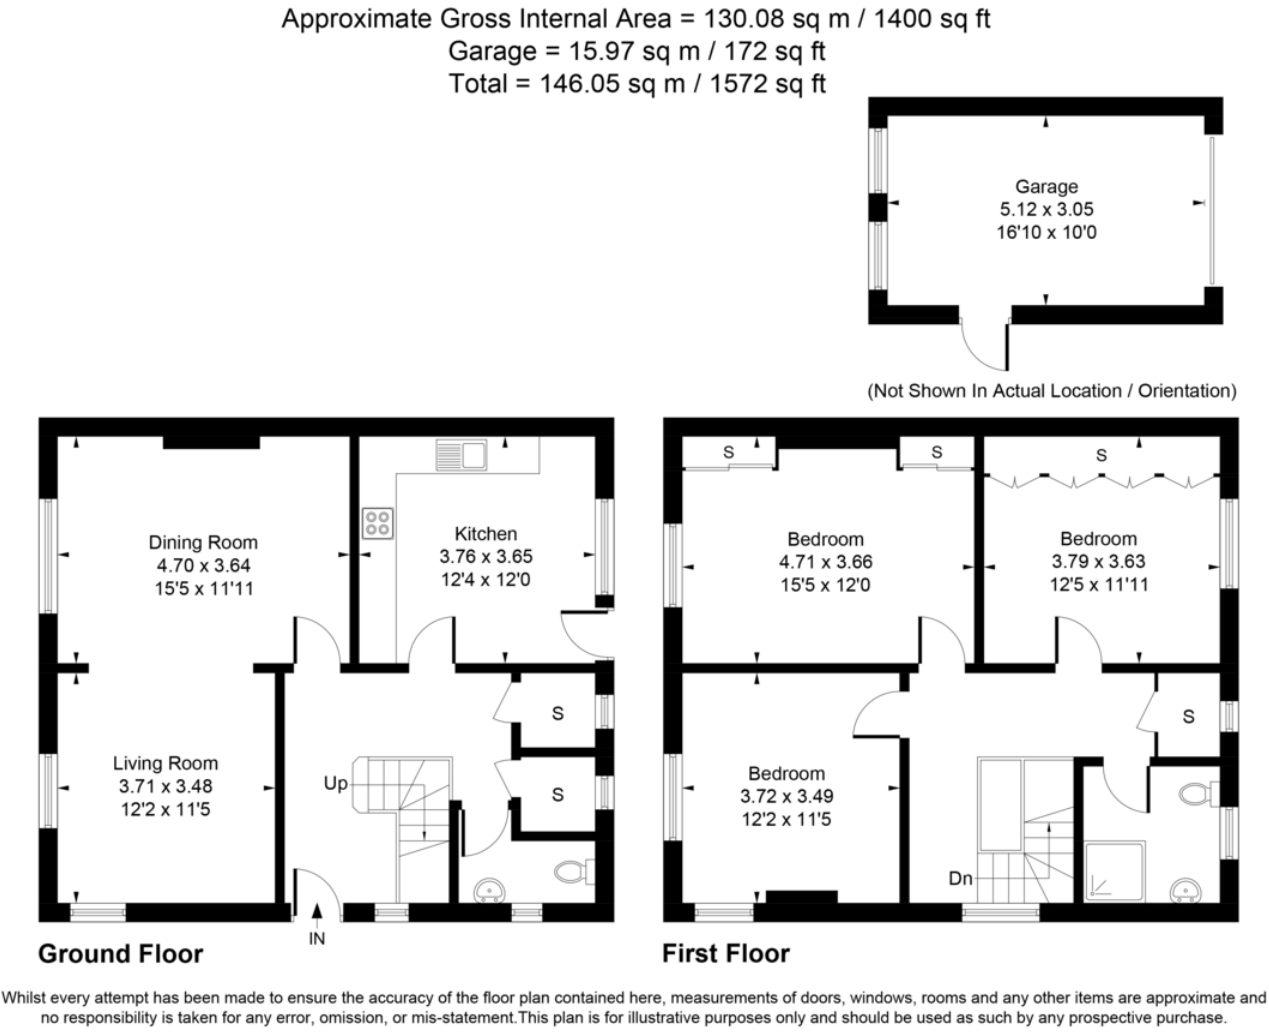 Approximate Gross Internal Area = 130.08 sq m / 1400 sq ft
Garage = 15.97 sq m / 172 sq ft
Total = 146.05 sq m / 1572 sq ft
Garage
5.12 x 3.05
16'10 x 10'0
(Not Shown In Actual Location / Orientation)
Dining Room
4.70 x 3.64
15'5 x 11'11
Kitchen
3.76 x 3.65
12'4 x 12'0
S
Living Room
3.71 x 3.48
12'2 x 11'5
Up
S
IN
Ground Floor
S
S
S
Bedroom
4.71 x 3.66
15'5 x 12'0
Bedroom
3.79 x 3.63
12'5 x 11'11
S
Bedroom
3.72 x 3.49
12'2 x 11'5
Dn
First Floor
Whilst every attempt has been made to ensure the accuracy of the floor plan contained here, measurements of doors, windows, rooms and any other items are approximate and
no responsibility is taken for any error, omission, or mis-statement.This plan is for illustrative purposes only and should be used as such by any prospective purchase.